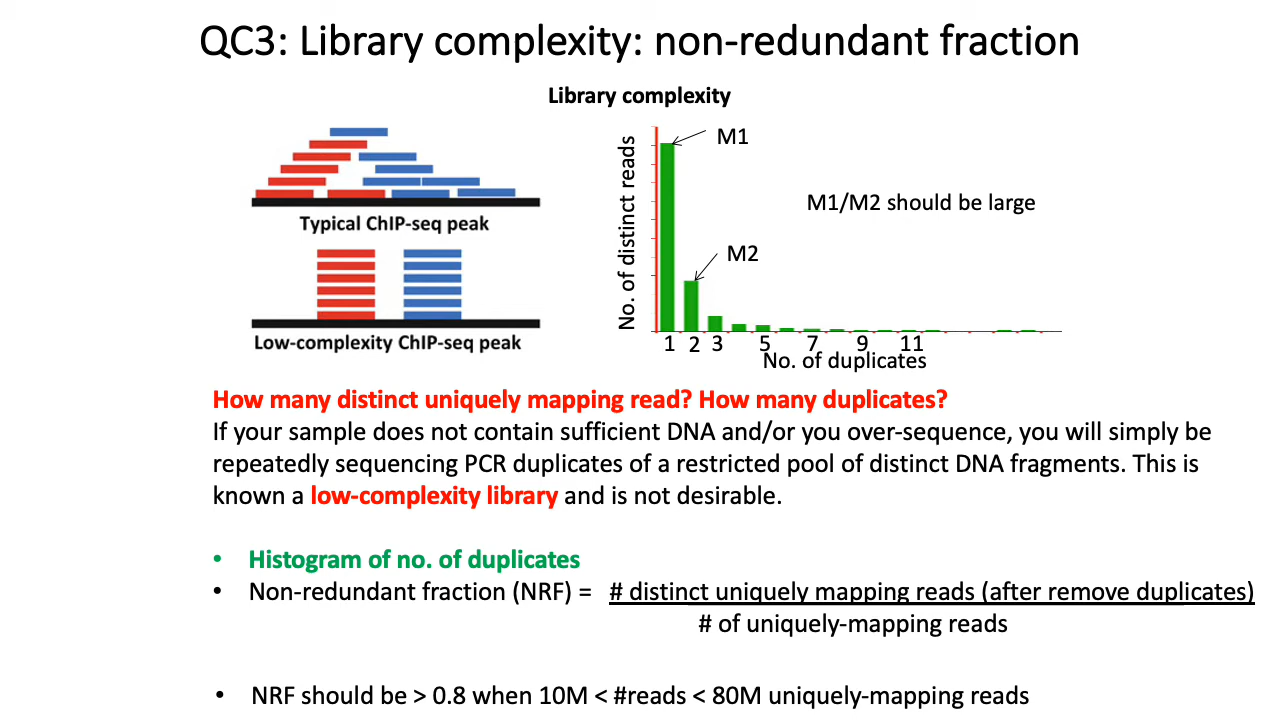 QC3: Library complexity: non-redundant fraction
Library complexity
Typical ChIP-seq peak
Low-complexity ChIP-seq peak
No. of distinct reads
M1
M2
M1/M2 should be large
1 2 3 5 7 9 11
No. of duplicates
How many distinct uniquely mapping read? How many duplicates?
If your sample does not contain sufficient DNA and/or you over-sequence, you will simply be
repeatedly sequencing PCR duplicates of a restricted pool of distinct DNA fragments. This is
known a low-complexity library and is not desirable.
• Histogram of no. of duplicates
• Non-redundant fraction (NRF) = # distinct uniquely mapping reads (after remove duplicates)
# of uniquely-mapping reads
• NRF should be > 0.8 when 10M < #reads < 80M uniquely-mapping reads